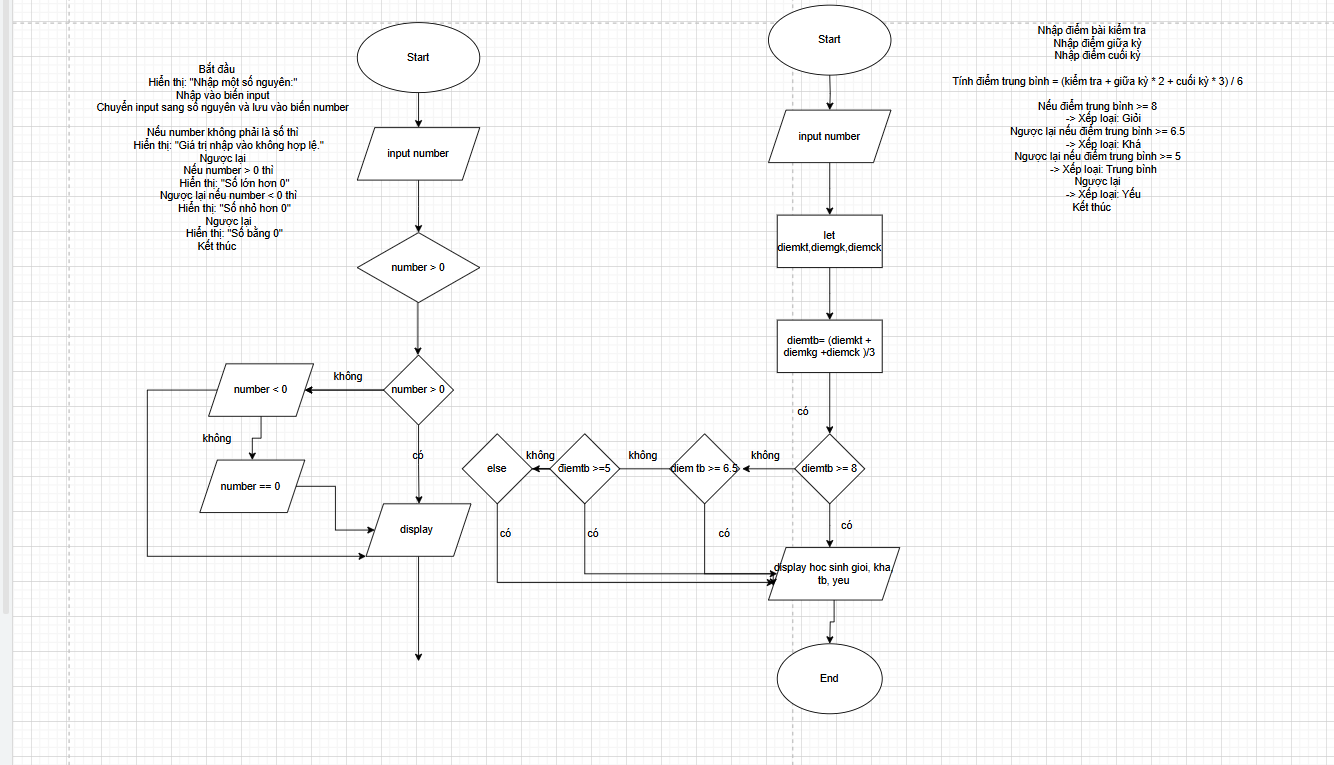 Bắt đầu
Hiển thị: "Nhập một số nguyên:"
Nhập vào biến input
Chuyển input sang số nguyên và lưu vào biến number
Nếu number không phải là số thì
Hiển thị: "Giá trị nhập vào không hợp lệ."
Ngược lại
Nếu number > 0 thì
Hiển thị: "Số lớn hơn 0"
Ngược lại nếu number < 0 thì
Hiển thị: "Số nhỏ hơn 0"
Ngược lại
Hiển thị: "Số bằng 0"
Kết thúc
Start
input number
number > 0
number > 0
không
number < 0
không
number == 0
có
display
Start
input number
let
diemkt,diemgk,diemck
diemtb= (diemkt +
diemkg +diemck )/3
có
diemtb >= 8
không
diem tb >= 6.5
không
điemtb >=5
không
else
có
có
có
có
display hoc sinh gioi, kha,
tb, yeu
End
Nhập điểm bài kiểm tra
Nhập điểm giữa kỳ
Nhập điểm cuối kỳ
Tính điểm trung bình = (kiểm tra + giữa kỳ * 2 + cuối kỳ * 3) / 6
Nếu điểm trung bình >= 8
-> Xếp loại: Giỏi
Ngược lại nếu điểm trung bình >= 6.5
-> Xếp loại: Khá
Ngược lại nếu điểm trung bình >= 5
-> Xếp loại: Trung bình
Ngược lại
-> Xếp loại: Yếu
Kết thúc